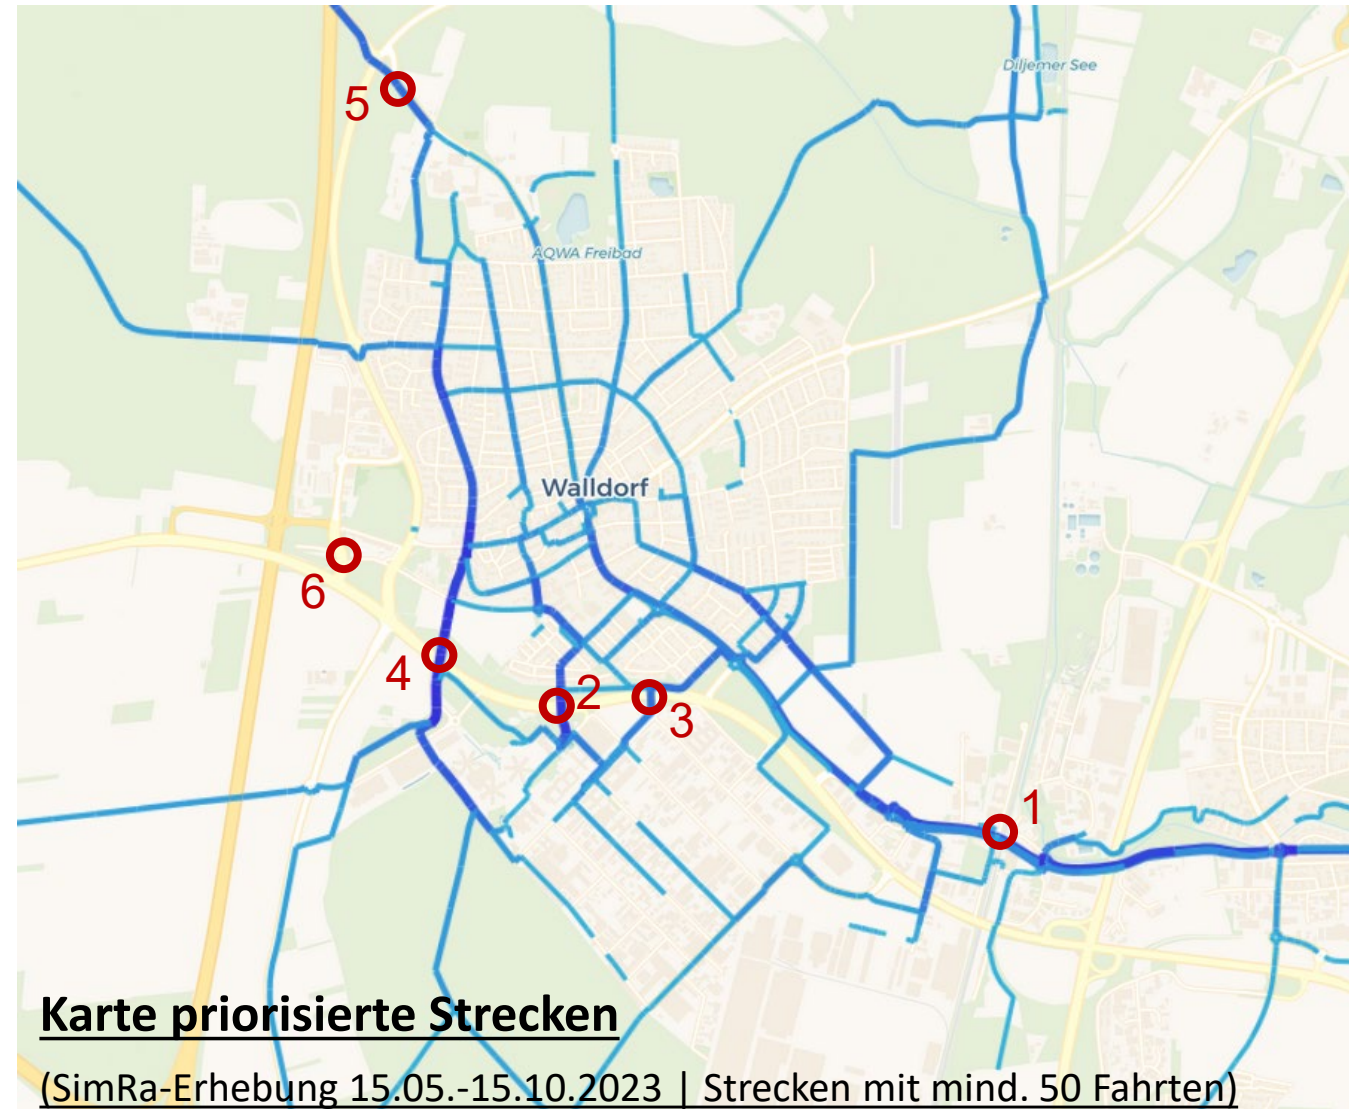 Diljemer See
5
AQWA Freibad
Walldorf
6
4
2
3
1
Karte priorisierte Strecken
(SimRa-Erhebung 15.05.-15.10.2023 | Strecken mit mind. 50 Fahrten)